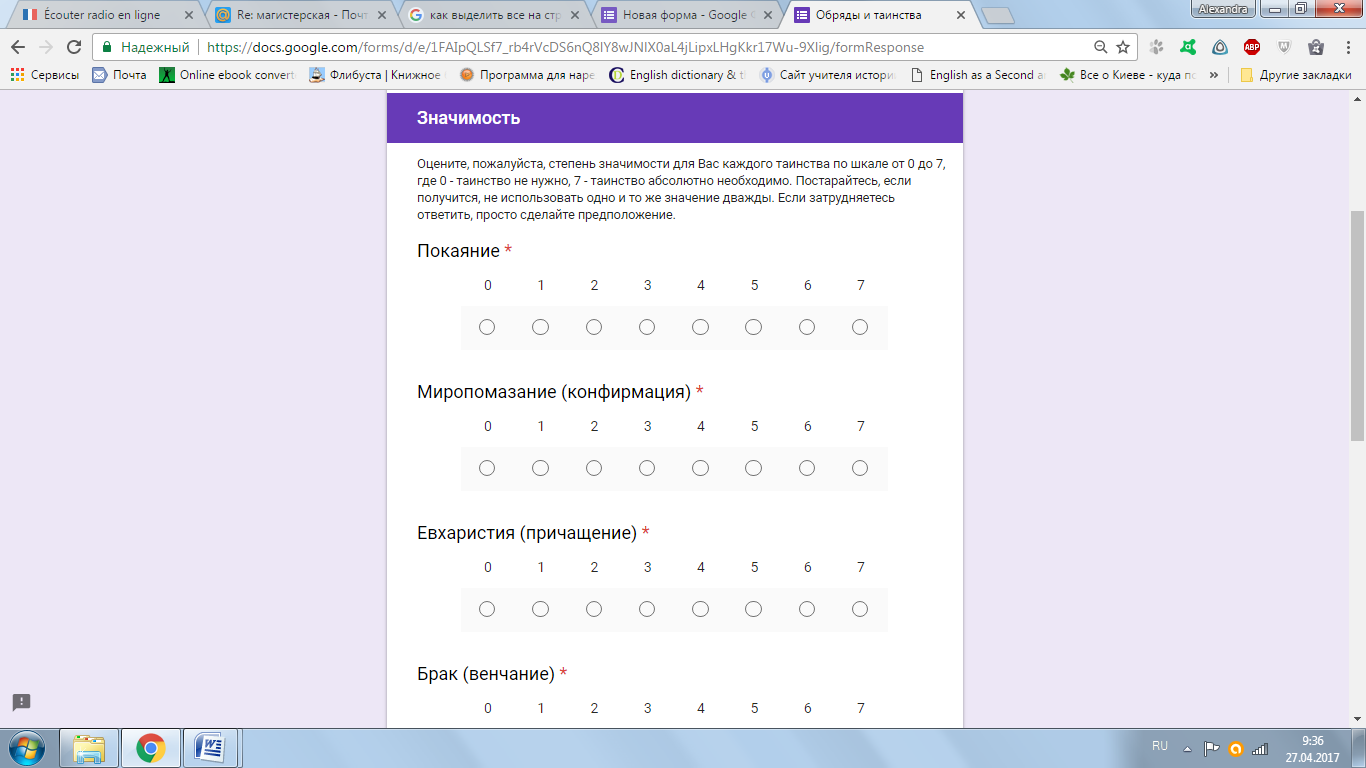 Écouter radio en ligne
Re: магистерская - Почт
как выделить все на стр
Новая форма - Google
Обряды и таинства
Alexandra
Надежный
https://docs.google.com/forms/d/e/1FAIpQLSf7_rb4rVcDS6nQ8IY8wJNIX0aL4jLipxLHgKkr17Wu-9XIig/formResponse
ABP
Сервисы
Почта
Online ebook convert
Флибуста | Книжное
Программа для наре
English dictionary & t
Сайт учителя истори
English as a Second
Все о Киеве - куда по
»
Другие закладки
Значимость
Оцените, пожалуйста, степень значимости для Вас каждого таинства по шкале от 0 до 7,
где 0 - таинство не нужно, 7 - таинство абсолютно необходимо. Постарайтесь, если
получится, не использовать одно и то же значение дважды. Если затрудняетесь
ответить, просто сделайте предположение.
Покаяние *
0 1 2 3 4 5 6 7
Миропомазание (конфирмация) *
0 1 2 3 4 5 6 7
Евхаристия (причащение) *
0 1 2 3 4 5 6 7
Брак (венчание) *
0 1 2 3 4 5 6 7
RU
9:36
27.04.2017